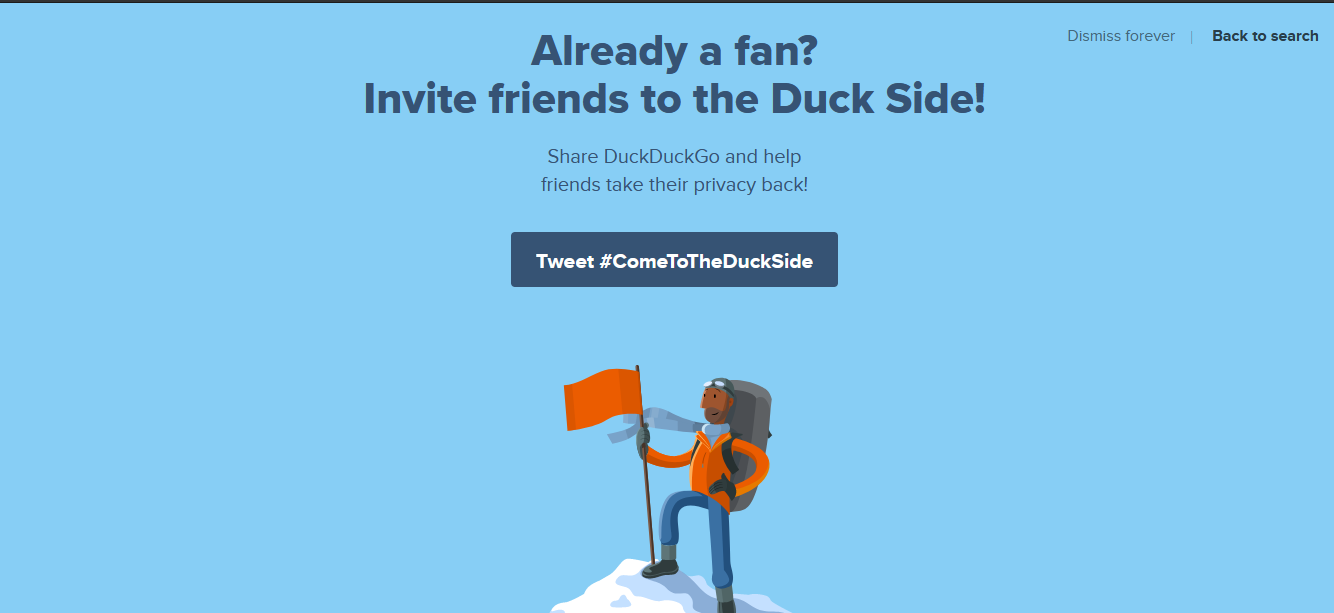 Dismiss forever | Back to search
Already a fan?
Invite friends to the Duck Side!
Share DuckDuckGo and help
friends take their privacy back!
Tweet #ComeToTheDuckSide